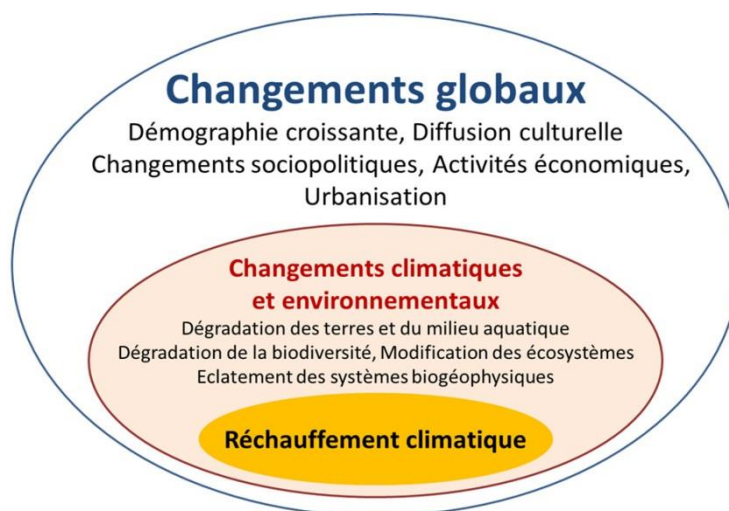 Changements globaux
Démographie croissante, Diffusion culturelle
Changements sociopolitiques, Activités économiques,
Urbanisation
Changements climatiques
et environnementaux
Dégradation des terres et du milieu aquatique
Dégradation de la biodiversité, Modification des écosystèmes
Eclatement des systèmes biogéophysiques
Réchauffement climatique